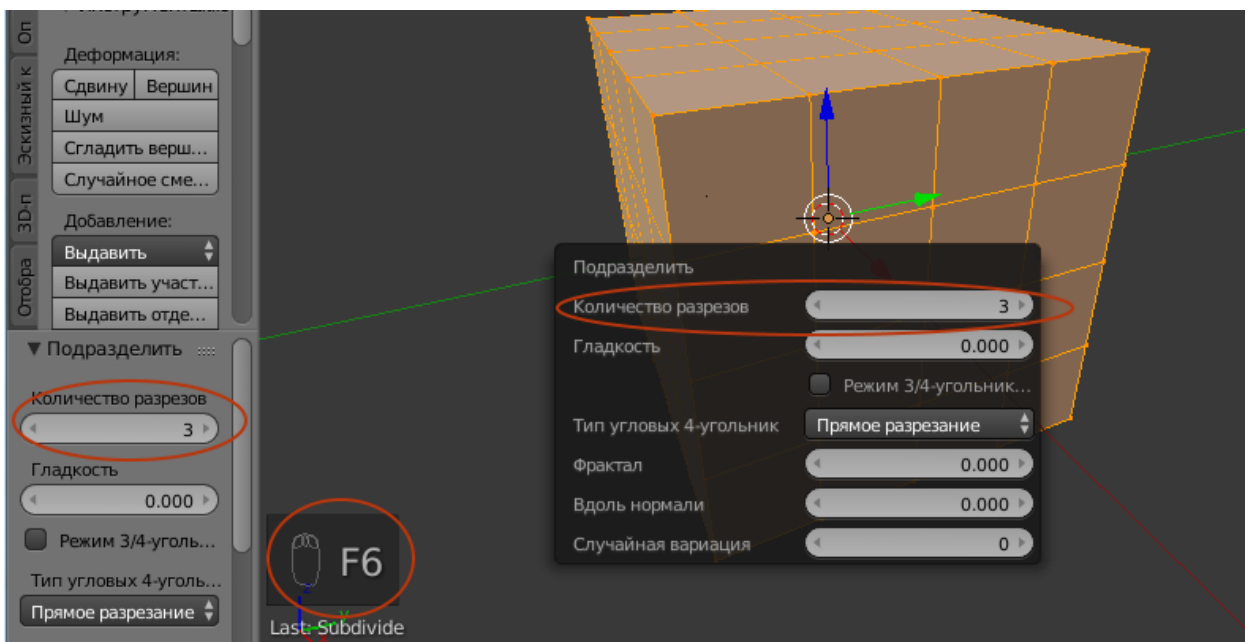 Оп
Эскизный к
3D-п
Отобра
Деформация:
Сдвину Вершин
Шум
Сгладить верш...
Случайное сме...
Добавление:
Выдавить
Выдавить участ...
Выдавить отде...
Подразделить
Количество разрезов
3
Гладкость
0.000
Режим 3/4-уголь...
Тип угловых 4-уголь...
Прямое разрезание
F6
z
y
Last: Subdivide
Подразделить
Количество разрезов 3
Гладкость 0.000
Режим 3/4-угольник...
Тип угловых 4-угольник Прямое разрезание
Фрактал 0.000
Вдоль нормали 0.000
Случайная вариация 0